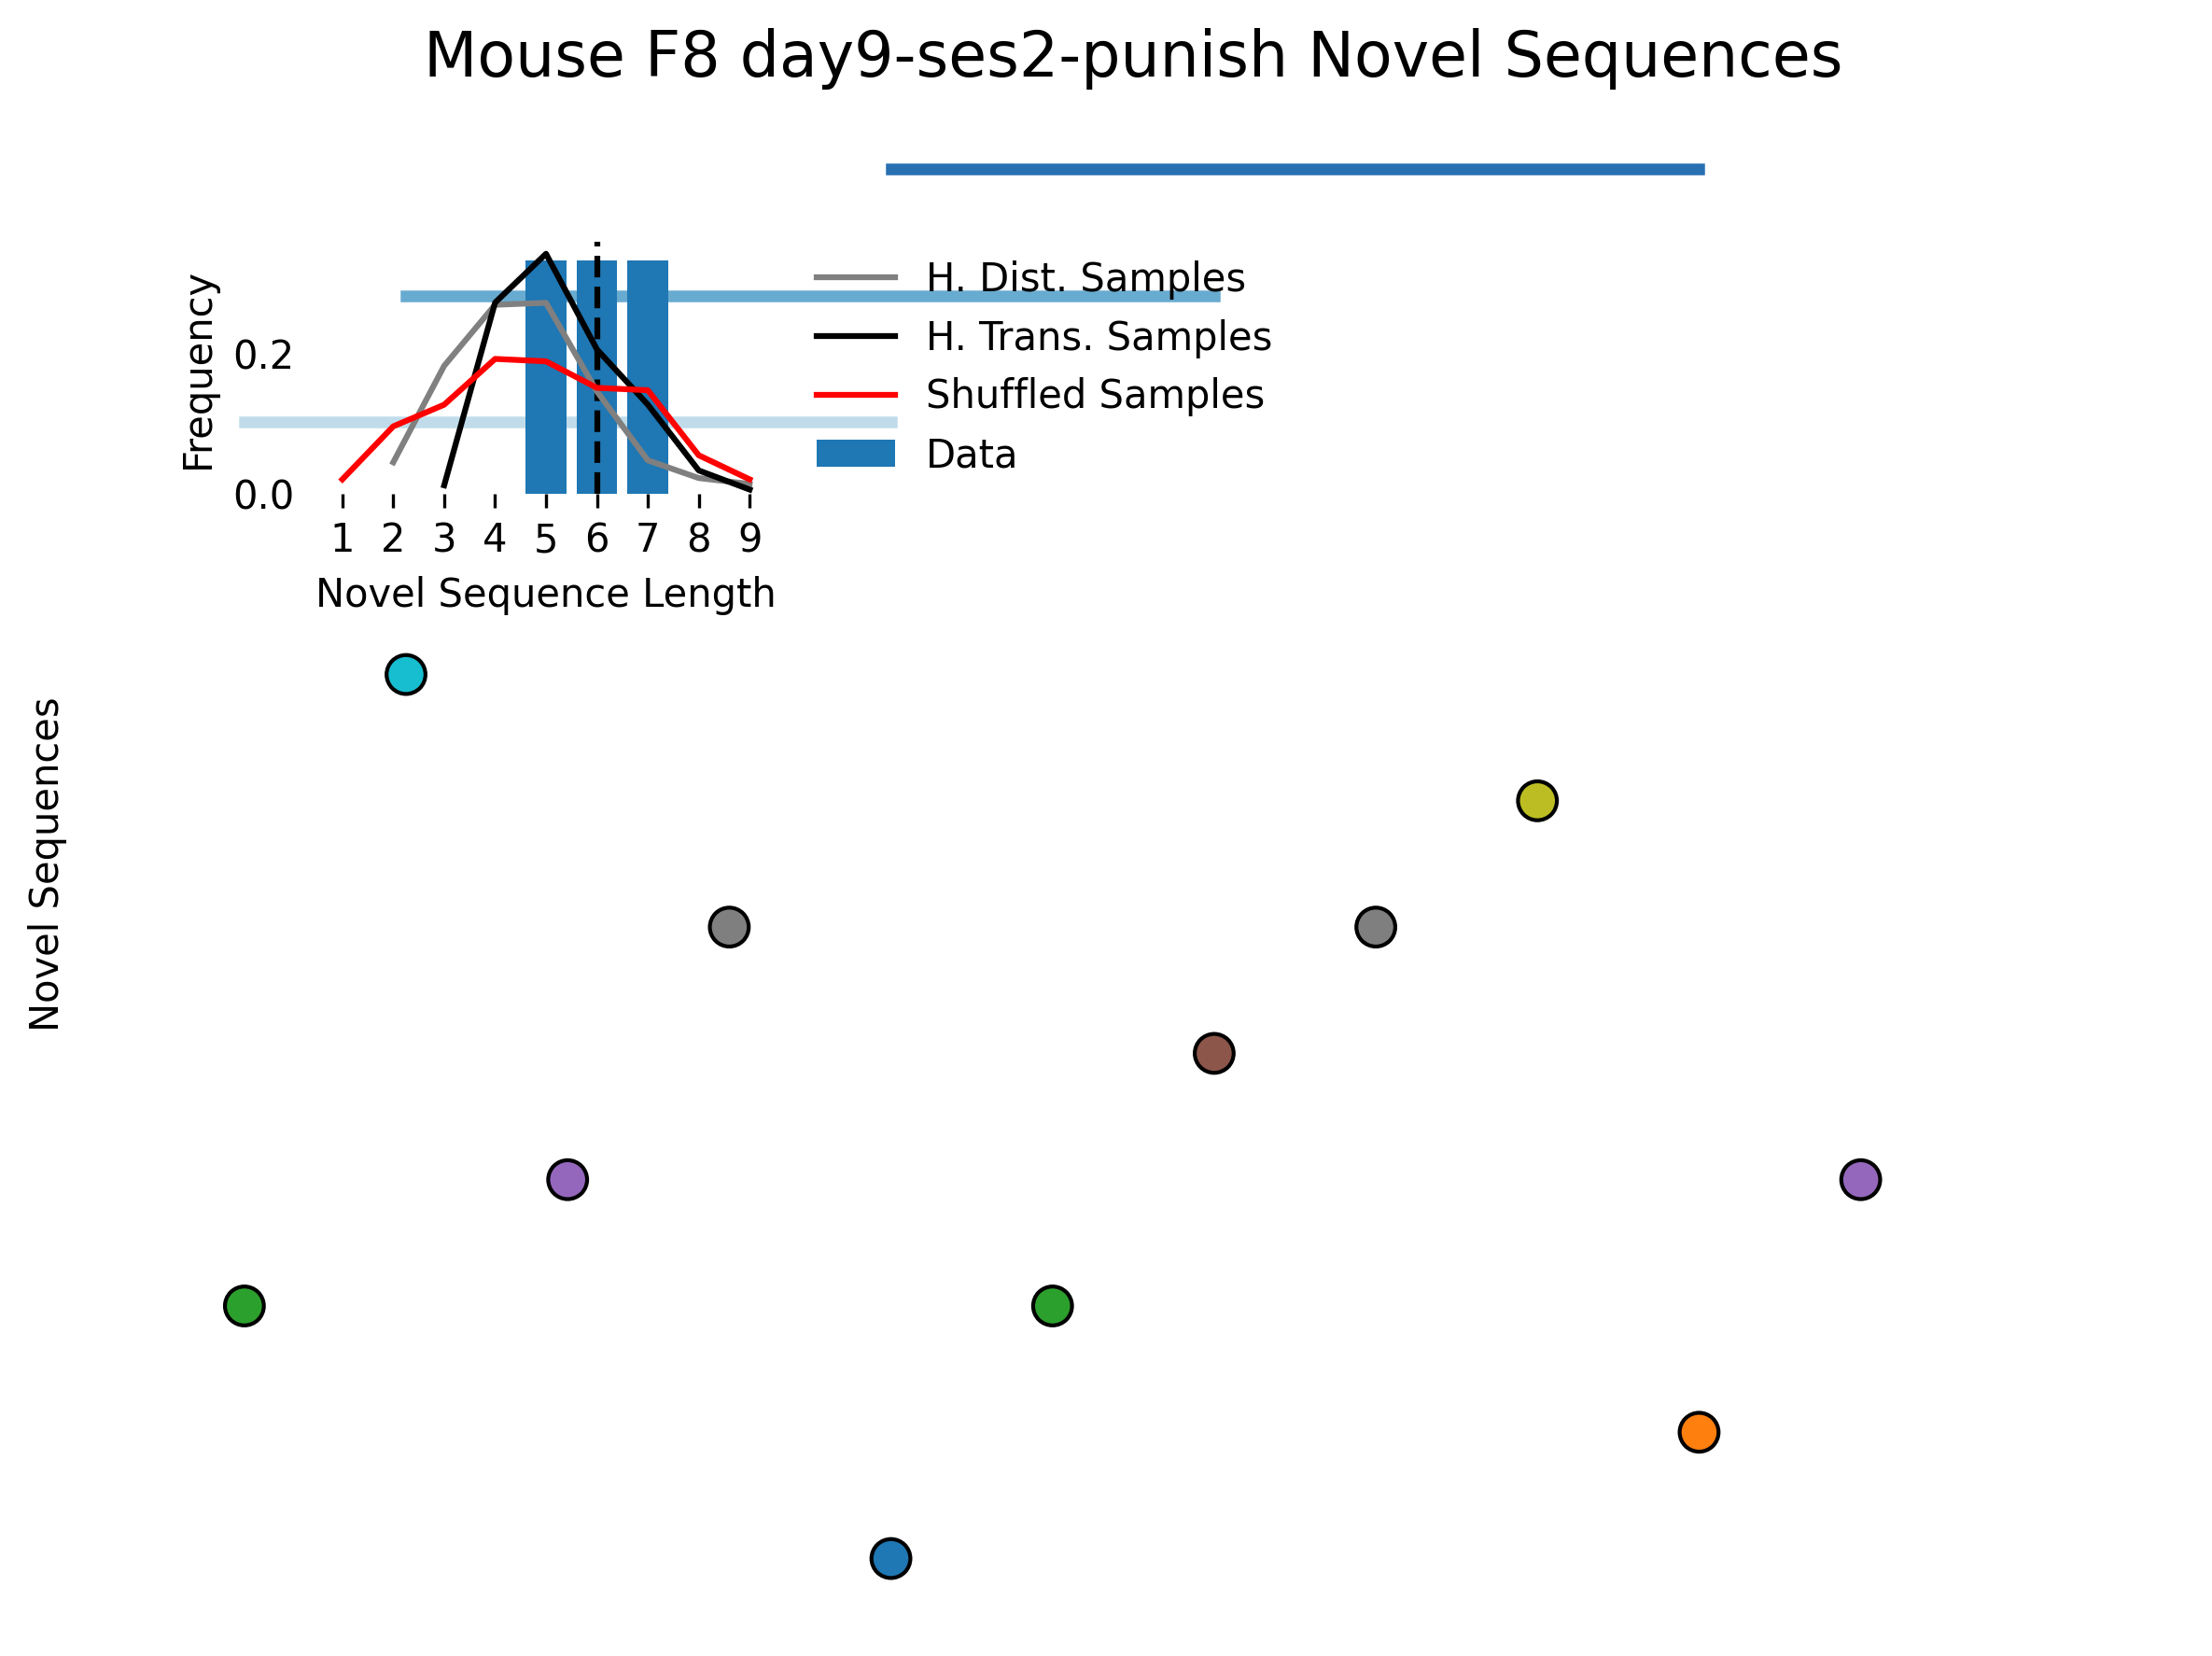 Mouse F8 day9-ses2-punish Novel Sequences
Frequency
0.2
0.0
1 2 3 4 5 6 7 8 9
Novel Sequence Length
H. Dist. Samples
H. Trans. Samples
Shuffled Samples
Data
Novel Sequences